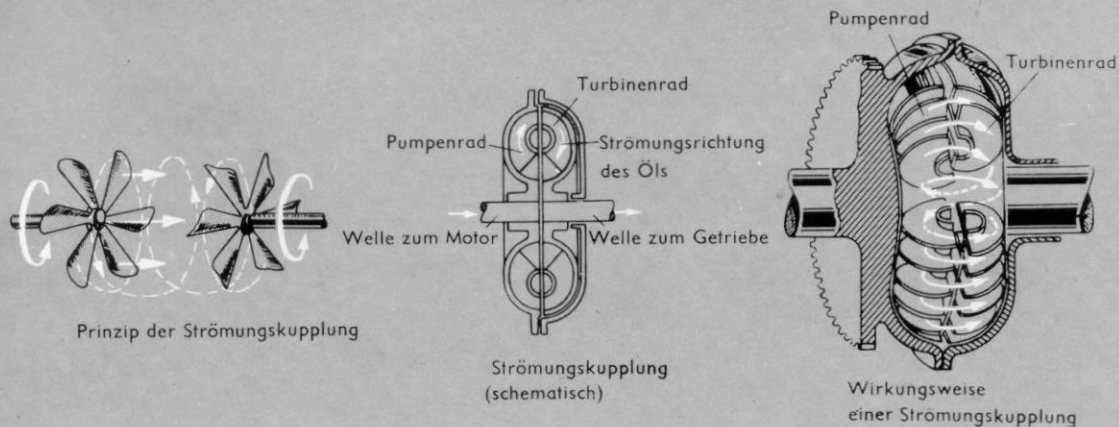 Prinzip der Strömungskupplung
Turbinenrad
Pumpenrad
Strömungsrichtung
des Öls
Welle zum Motor
Welle zum Getriebe
Strömungskupplung
(schematisch)
Pumpenrad
Turbinenrad
Wirkungsweise
einer Strömungskupplung